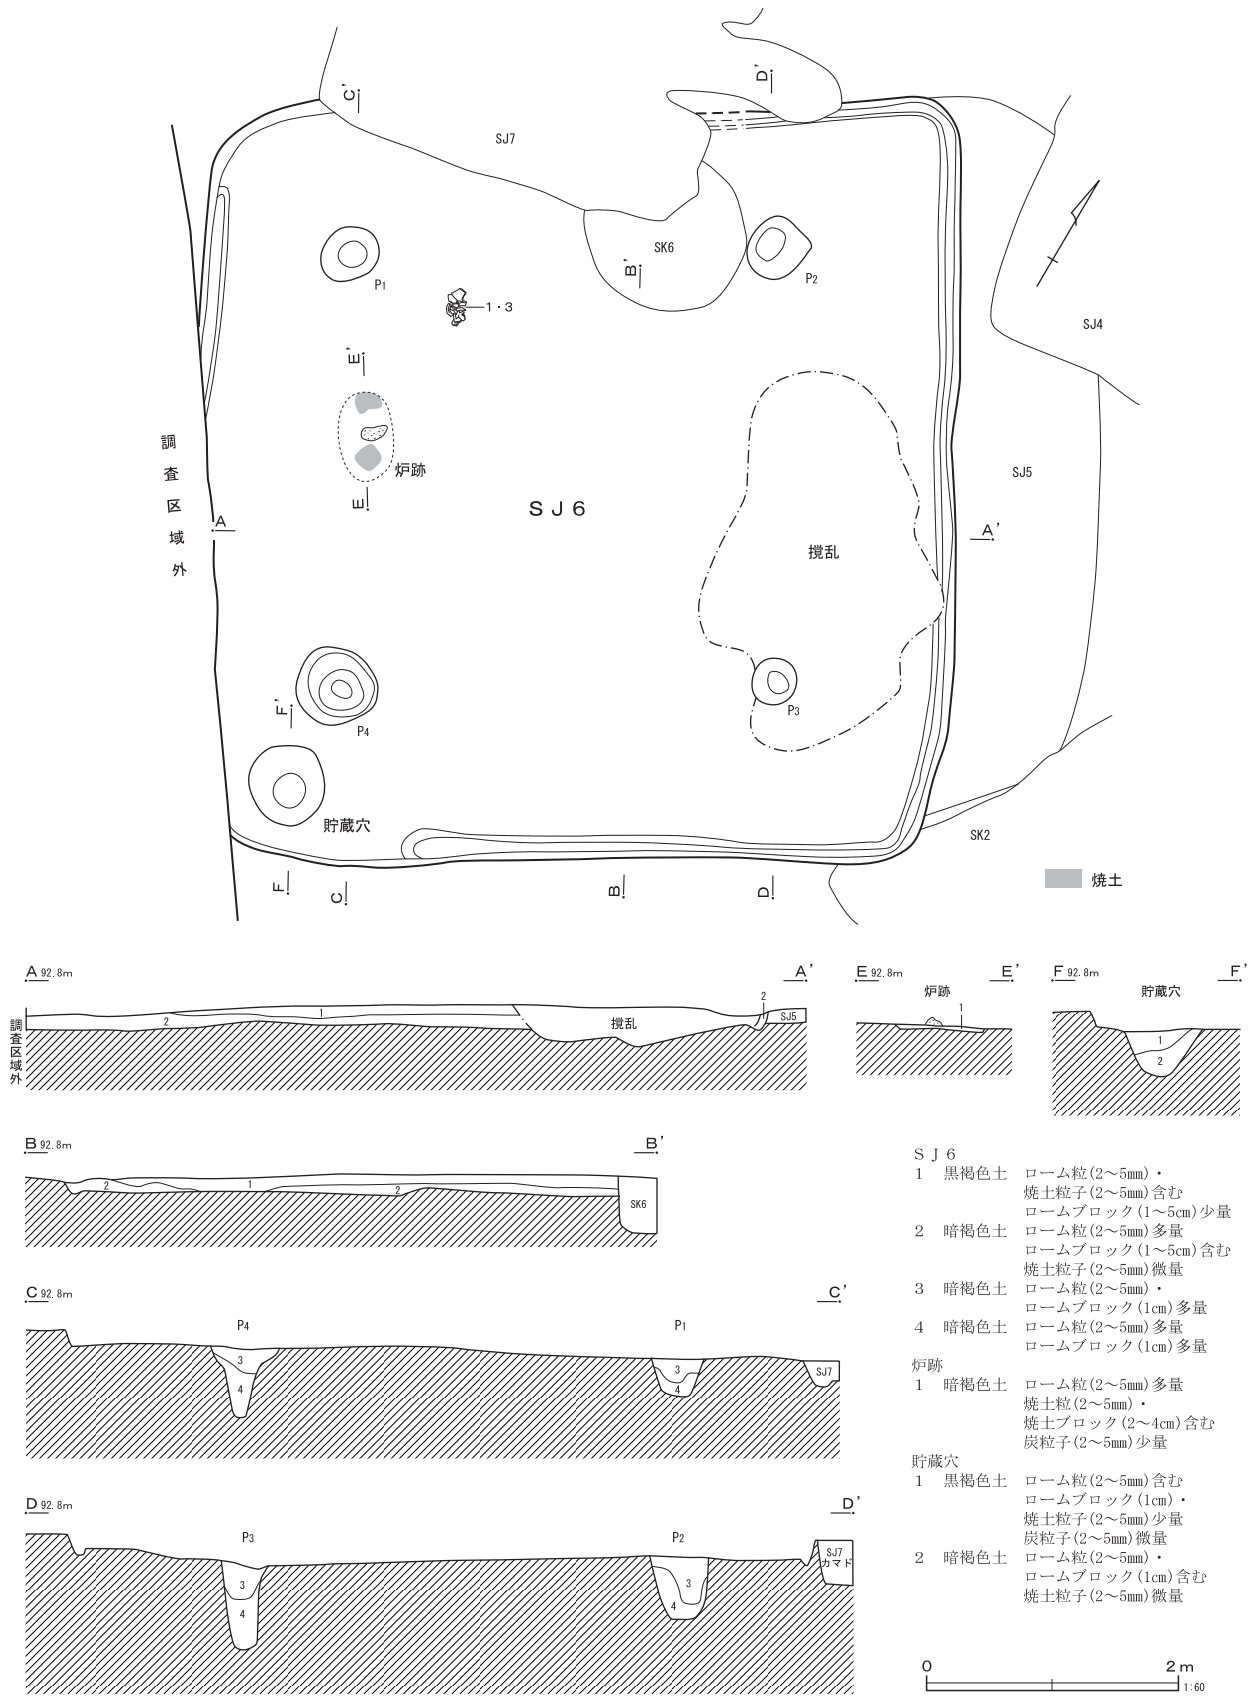 D'
C'
SJ7
SK6
B'
P1
P2
1・3
SJ4
E'
炉跡
E
調査区域外
A
SJ6
SJ5
A'
攪乱
F'
P3
P4
貯蔵穴
SK2
F
C
B
D
焼土
A 92.8m
A'
2
1
2
攪乱
SJ5
調査区域外
E 92.8m
E'
炉跡
1
F 92.8m
F'
貯蔵穴
1
2
B 92.8m
B'
2
1
2
SK6
C 92.8m
C'
P4
P1
3
4
3
4
SJ7
D 92.8m
D'
P3
P2
3
4
3
4
SJ7
カマド
SJ6
1 黒褐色土 ローム粒(2～5mm)・
焼土粒子(2～5mm)含む
ロームブロック(1～5cm)少量
2 暗褐色土 ローム粒(2～5mm)多量
ロームブロック(1～5cm)含む
焼土粒子(2～5mm)微量
3 暗褐色土 ローム粒(2～5mm)・
ロームブロック(1cm)多量
4 暗褐色土 ローム粒(2～5mm)多量
ロームブロック(1cm)多量
炉跡
1 暗褐色土 ローム粒(2～5mm)多量
焼土粒(2～5mm)・
焼土ブロック(2～4cm)含む
炭粒子(2～5mm)少量
貯蔵穴
1 黒褐色土 ローム粒(2～5mm)含む
ロームブロック(1cm)・
焼土粒子(2～5mm)少量
炭粒子(2～5mm)微量
2 暗褐色土 ローム粒(2～5mm)・
ロームブロック(1cm)含む
焼土粒子(2～5mm)微量
0 2m
1:60